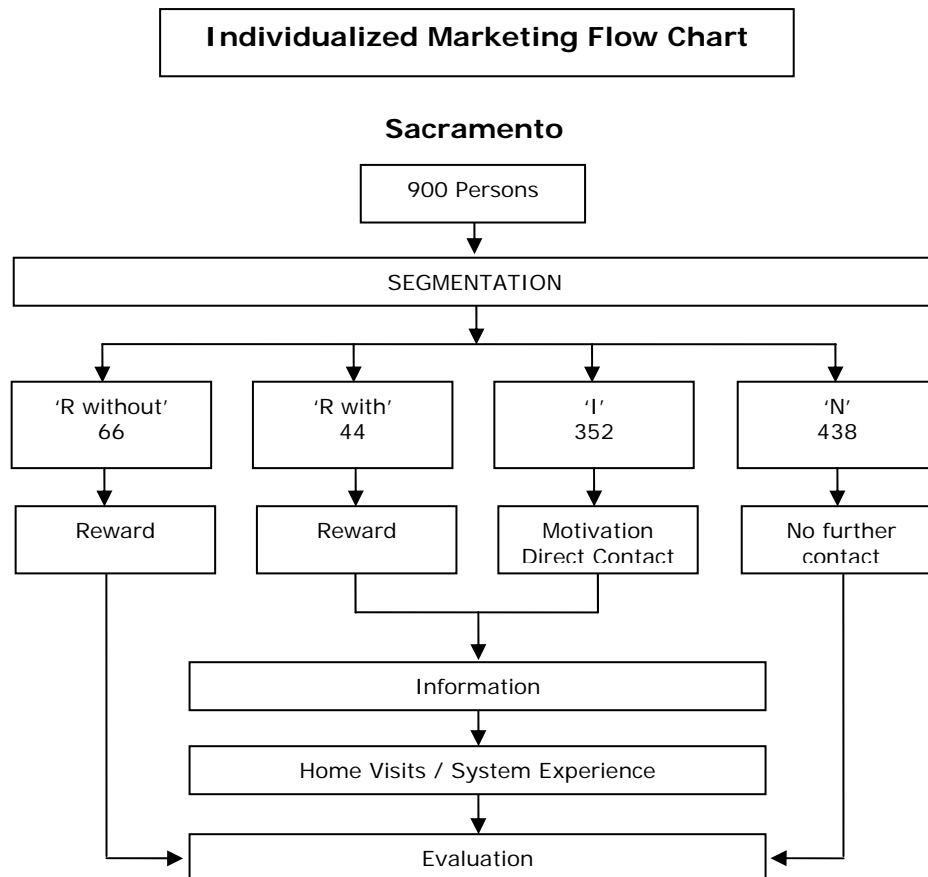 Individualized Marketing Flow Chart
Sacramento
900 Persons
SEGMENTATION
‘R without’
66
‘R with’
44
‘I’
352
‘N’
438
Reward
Reward
Motivation
Direct Contact
No further
contact
Information
Home Visits / System Experience
Evaluation